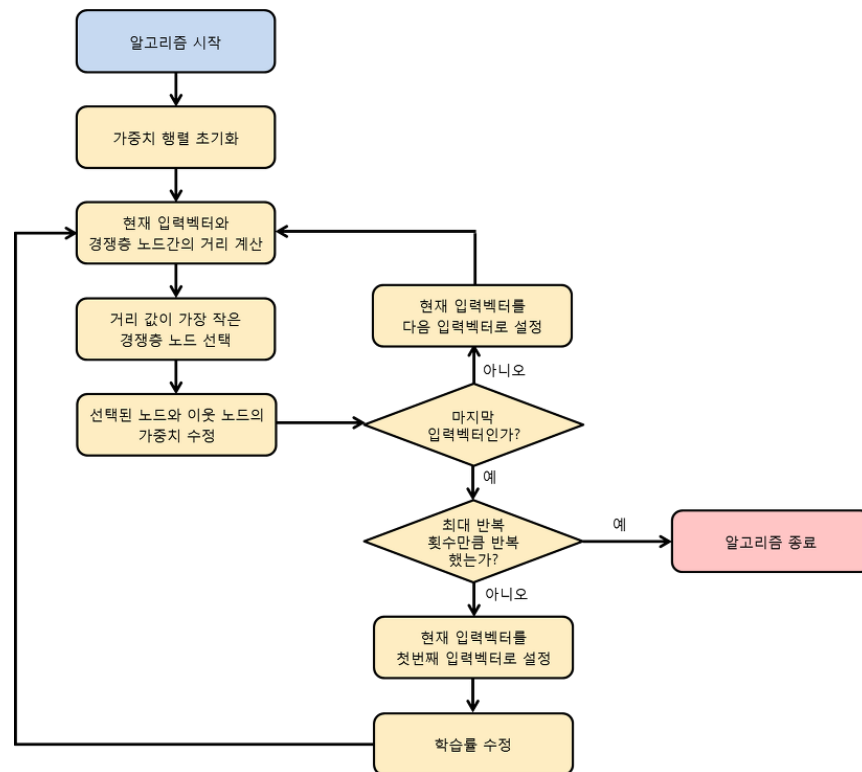 알고리즘 시작
가중치 행렬 초기화
현재 입력벡터와
경쟁층 노드간의 거리 계산
거리 값이 가장 작은
경쟁층 노드 선택
선택된 노드와 이웃 노드의
가중치 수정
현재 입력벡터를
다음 입력벡터로 설정
아니오
마지막
입력벡터인가?
예
최대 반복
횟수만큼 반복
했는가?
예
알고리즘 종료
아니오
현재 입력벡터를
첫번째 입력벡터로 설정
학습률 수정